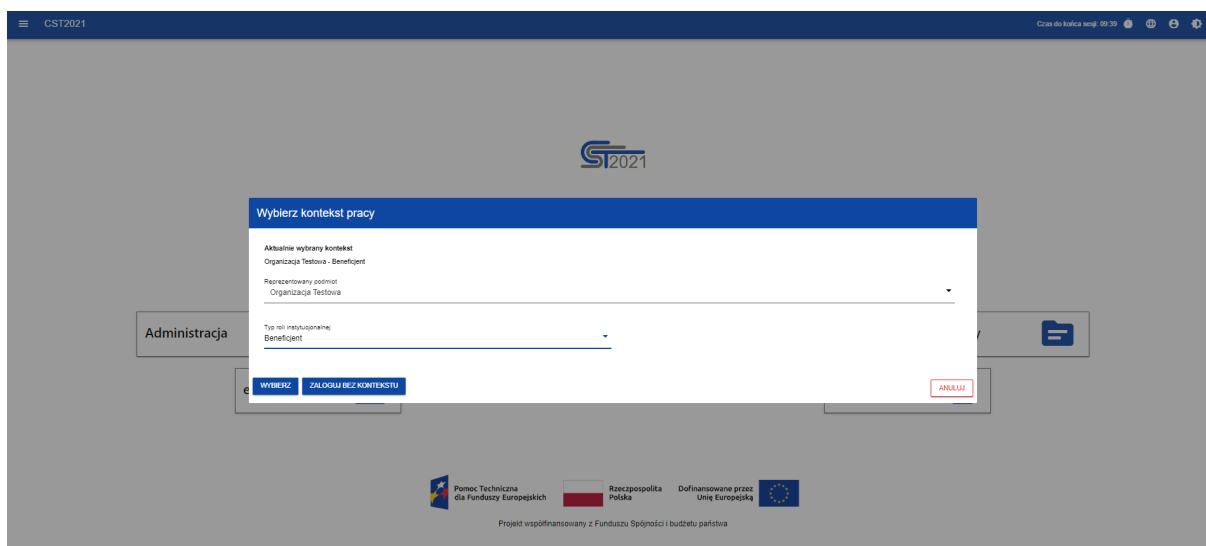 CST2021
Czas do końca sesji: 09:39
2021
Wybierz kontekst pracy
Aktualnie wybrany kontekst
Organizacja Testowa - Beneficjent
Reprezentowany podmiot
Organizacja Testowa
Typ roli instytucjonalnej
Beneficjent
Administracja
y
e
WYBIERZ
ZALOGUJ BEZ KONTEKSTU
ANULUJ
Pomoc Techniczna
dla Funduszy Europejskich
Rzeczpospolita
Polska
Dofinansowane przez
Unię Europejską
Projekt współfinansowany z Funduszu Spójności i budżetu państwa